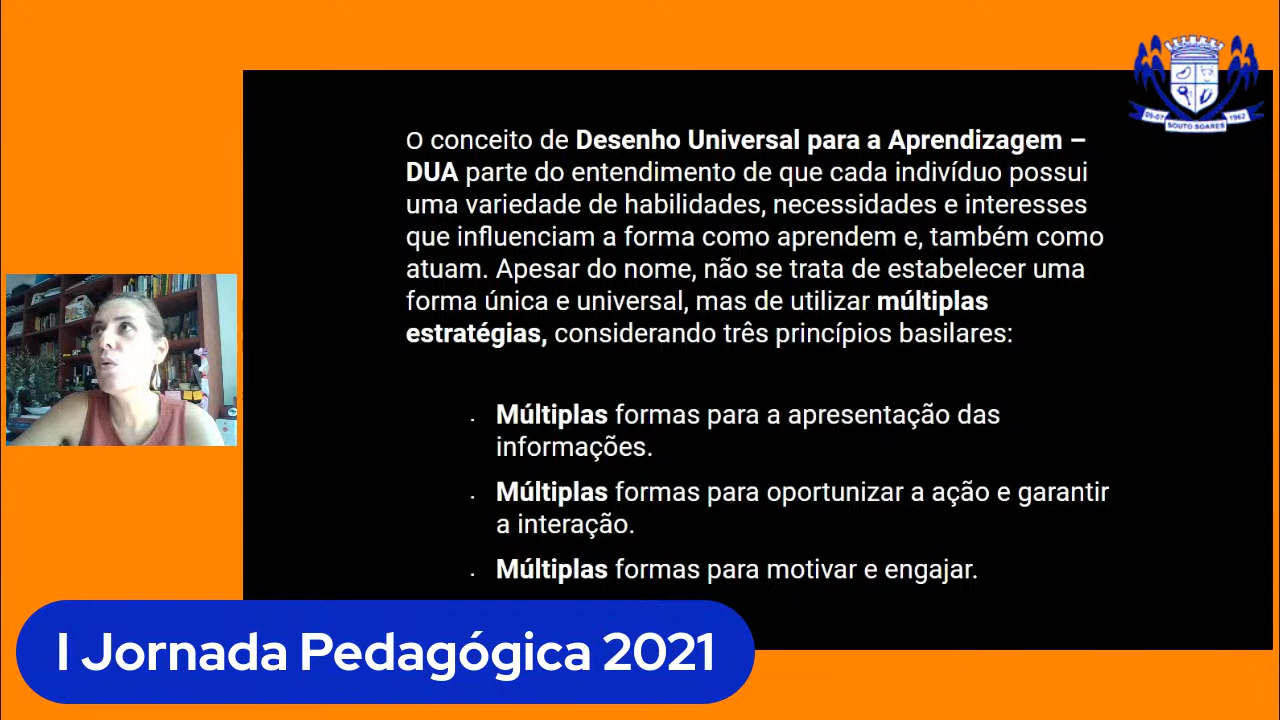 O conceito de Desenho Universal para a Aprendizagem –
DUA parte do entendimento de que cada indivíduo possui
uma variedade de habilidades, necessidades e interesses
que influenciam a forma como aprendem e, também como
atuam. Apesar do nome, não se trata de estabelecer uma
forma única e universal, mas de utilizar múltiplas
estratégias, considerando três princípios basilares:
. Múltiplas formas para a apresentação das
informações.
. Múltiplas formas para oportunizar a ação e garantir
a interação.
. Múltiplas formas para motivar e engajar.
I Jornada Pedagógica 2021
SOUTO SOARES
1962